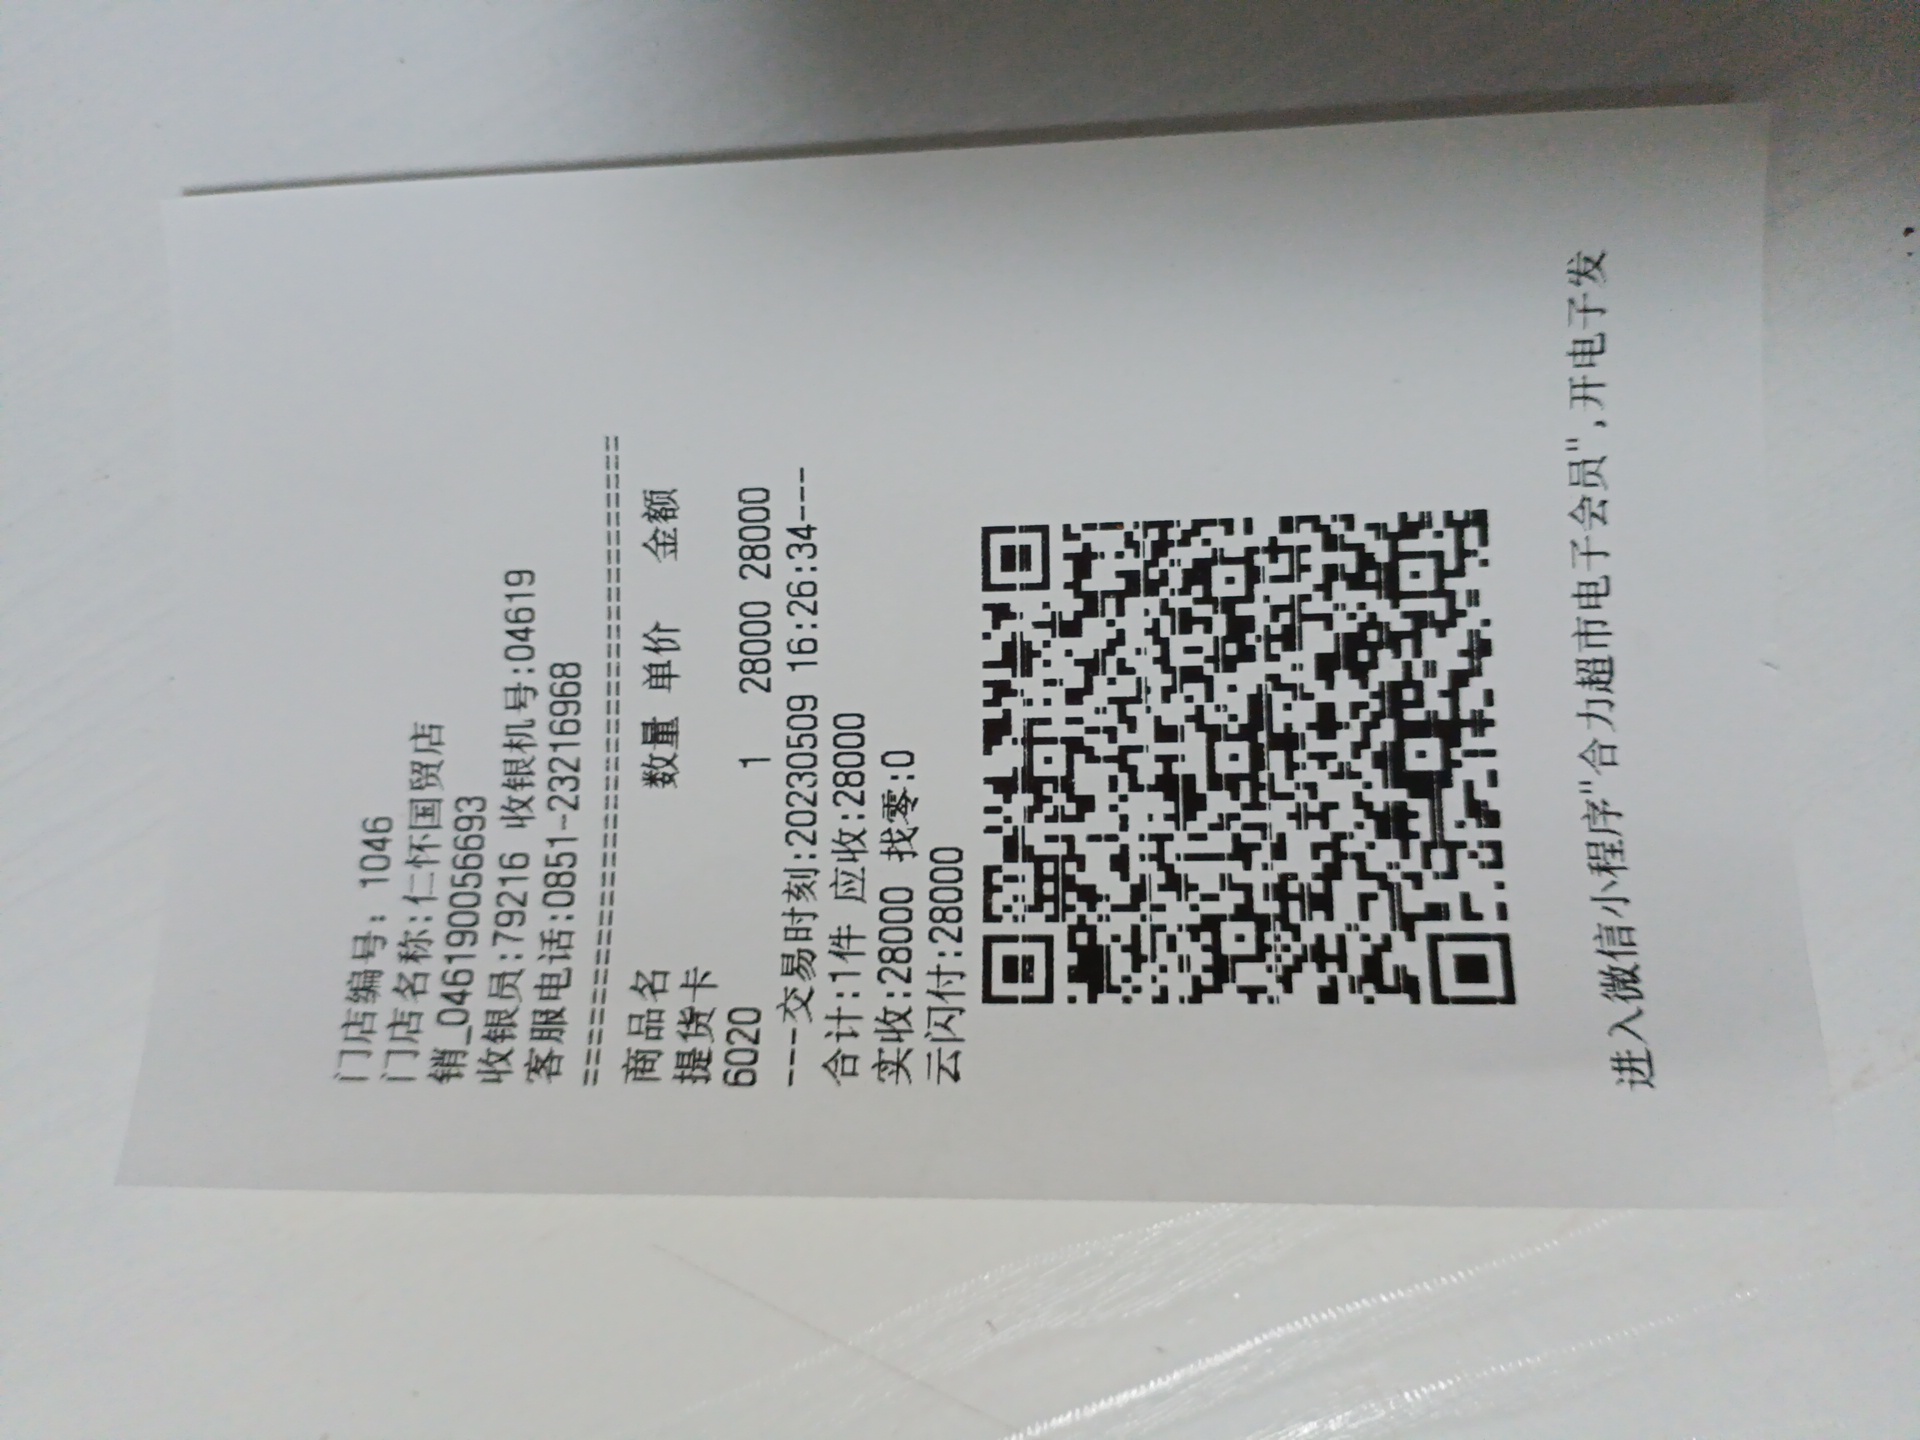 门店编号: 1046
门店名称:仁怀国贸店
销_046190056693
收银员:79216 收银机号:04619
客服电话:0851-23216968
======================================
商品名 数量 单价 金额
提货卡
6020 1 28000 28000
---交易时刻:20230509 16:26:34---
合计:1件 应收:28000
实收:28000 找零:0
云闪付:28000
进入微信小程序"合力超市电子会员",开电子发